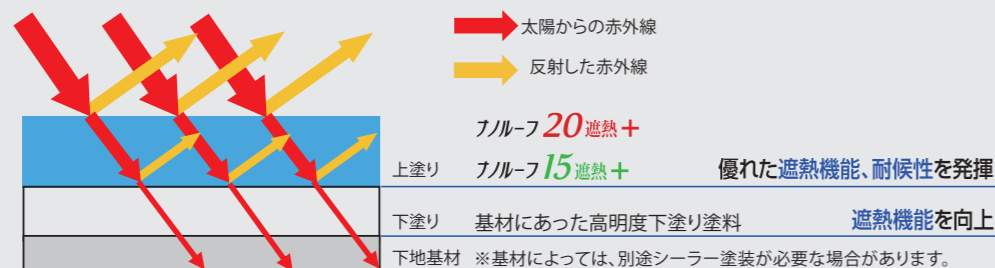 太陽からの赤外線
反射した赤外線
ナノルーフ20遮熱+
上塗り ナノルーフ15遮熱+ 優れた遮熱機能、耐候性を発揮
下塗り 基材にあった高明度下塗り塗料 遮熱機能を向上
下地基材 ※基材によっては、別途シーラー塗装が必要な場合があります。